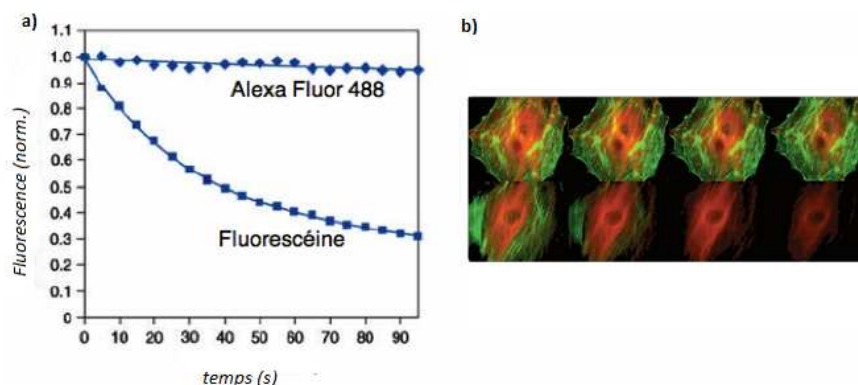 a)
b)
1.1
1.0
0.9
0.8
0.7
0.6
0.5
0.4
0.3
0.2
0.1
0
Fluorescence (norm.)
Alexa Fluor 488
Fluorescéine
0 10 20 30 40 50 60 70 80 90
temps (s)